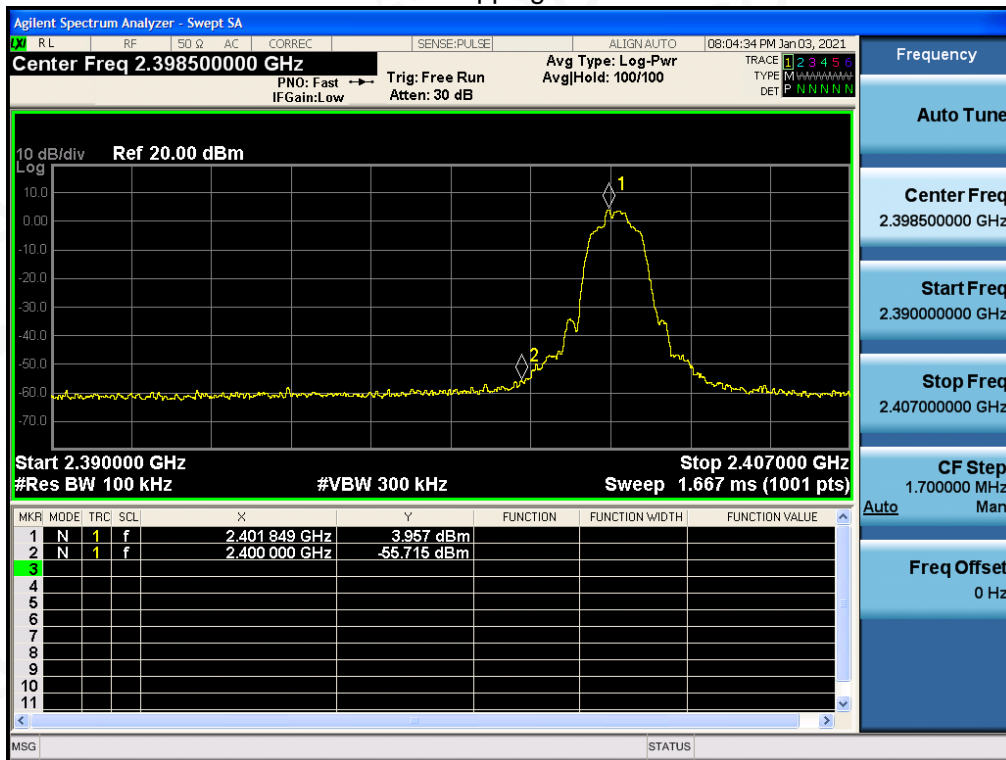 Agilent Spectrum Analyzer - Swept SA
LXI RL RF 50 Ω AC CORREC SENSE:PULSE ALIGN AUTO 08:04:34 PM Jan 03, 2021
Center Freq 2.398500000 GHz
PNO: Fast
IFGain:Low
Trig: Free Run
Atten: 30 dB
Avg Type: Log-Pwr
Avg|Hold: 100/100
TRACE 1 2 3 4 5 6
TYPE M WWWWW
DET P N N N N N
Frequency
Auto Tune
Center Freq
2.398500000 GHz
Start Freq
2.390000000 GHz
Stop Freq
2.407000000 GHz
CF Step
1.700000 MHz
Auto Man
Freq Offset
0 Hz
10 dB/div Ref 20.00 dBm
Log
10.0
0.00
-10.0
-20.0
-30.0
-40.0
-50.0
-60.0
-70.0
1
2
Start 2.390000 GHz Stop 2.407000 GHz
#Res BW 100 kHz #VBW 300 kHz Sweep 1.667 ms (1001 pts)
MKR MODE TRC SCL X Y FUNCTION FUNCTION WIDTH FUNCTION VALUE
1 N 1 f 2.401 849 GHz 3.957 dBm
2 N 1 f 2.400 000 GHz -55.715 dBm
3
4
5
6
7
8
9
10
11
MSG STATUS